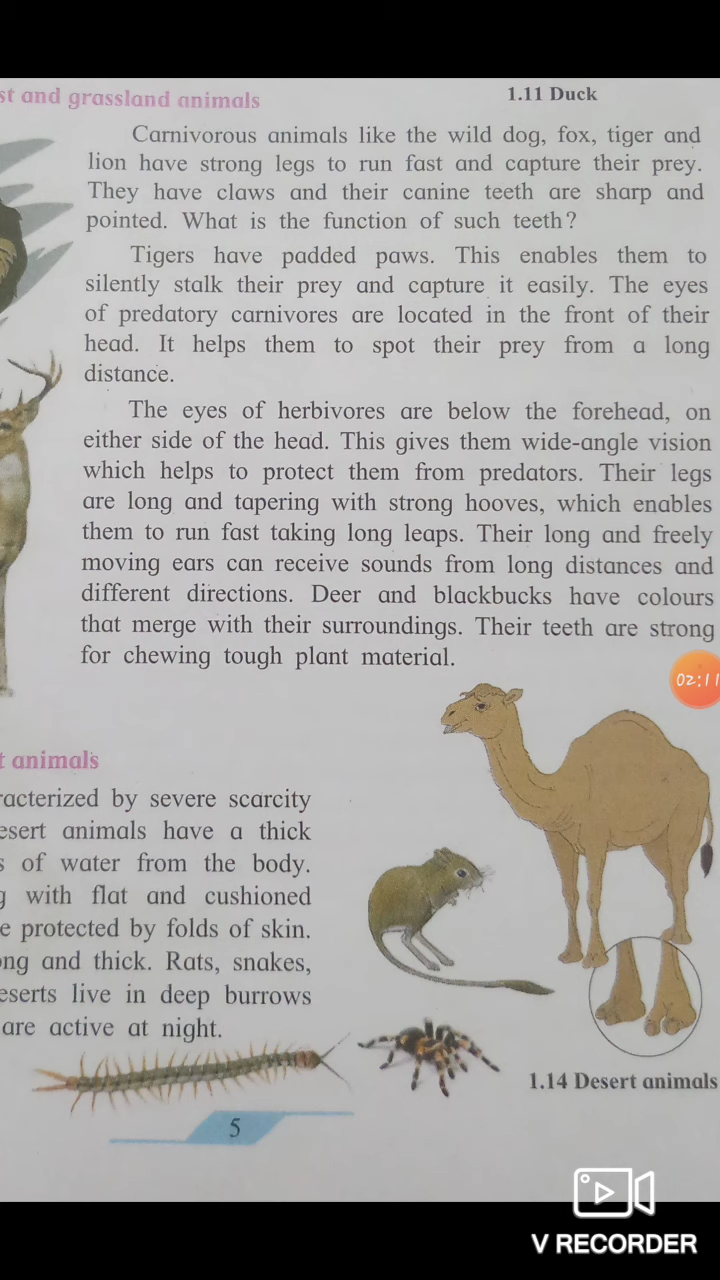 st and grassland animals
1.11 Duck
Carnivorous animals like the wild dog, fox, tiger and
lion have strong legs to run fast and capture their prey.
They have claws and their canine teeth are sharp and
pointed. What is the function of such teeth?
Tigers have padded paws. This enables them to
silently stalk their prey and capture it easily. The eyes
of predatory carnivores are located in the front of their
head. It helps them to spot their prey from a long
distance.
The eyes of herbivores are below the forehead, on
either side of the head. This gives them wide-angle vision
which helps to protect them from predators. Their legs
are long and tapering with strong hooves, which enables
them to run fast taking long leaps. Their long and freely
moving ears can receive sounds from long distances and
different directions. Deer and blackbucks have colours
that merge with their surroundings. Their teeth are strong
for chewing tough plant material.
02:11
t animals
racterized by severe scarcity
esert animals have a thick
s of water from the body.
g with flat and cushioned
e protected by folds of skin.
ong and thick. Rats, snakes,
eserts live in deep burrows
are active at night.
1.14 Desert animals
5
V RECORDER